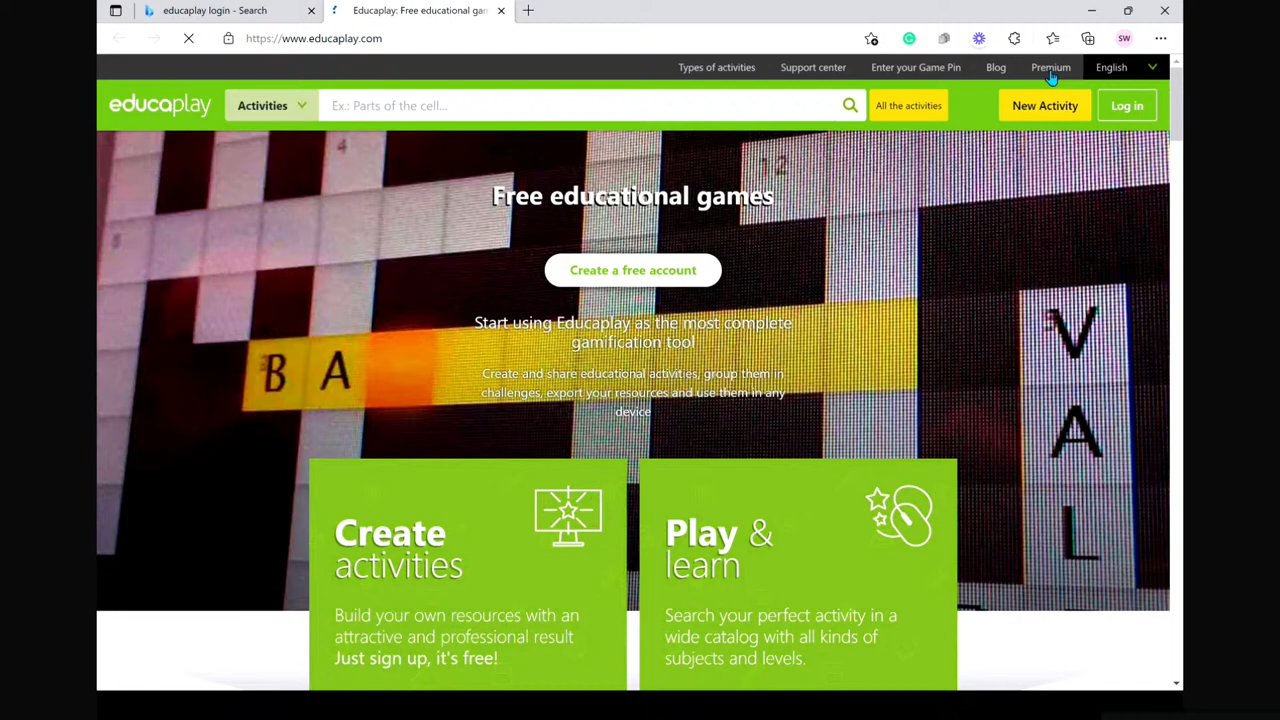 educaplay login - Search
Educaplay: Free educational gam
https://www.educaplay.com
SW
Types of activities
Support center
Enter your Game Pin
Blog
Premium
English
educaplay
Activities
Ex.: Parts of the cell...
All the activities
New Activity
Log in
4
12
8
Free educational games
Create a free account
Start using Educaplay as the most complete
gamification tool
Create and share educational activities, group them in
challenges, export your resources and use them in any
device
B A
V
A
L
Create
activities
Build your own resources with an
attractive and professional result
Just sign up, it's free!
Play &
learn
Search your perfect activity in a
wide catalog with all kinds of
subjects and levels.